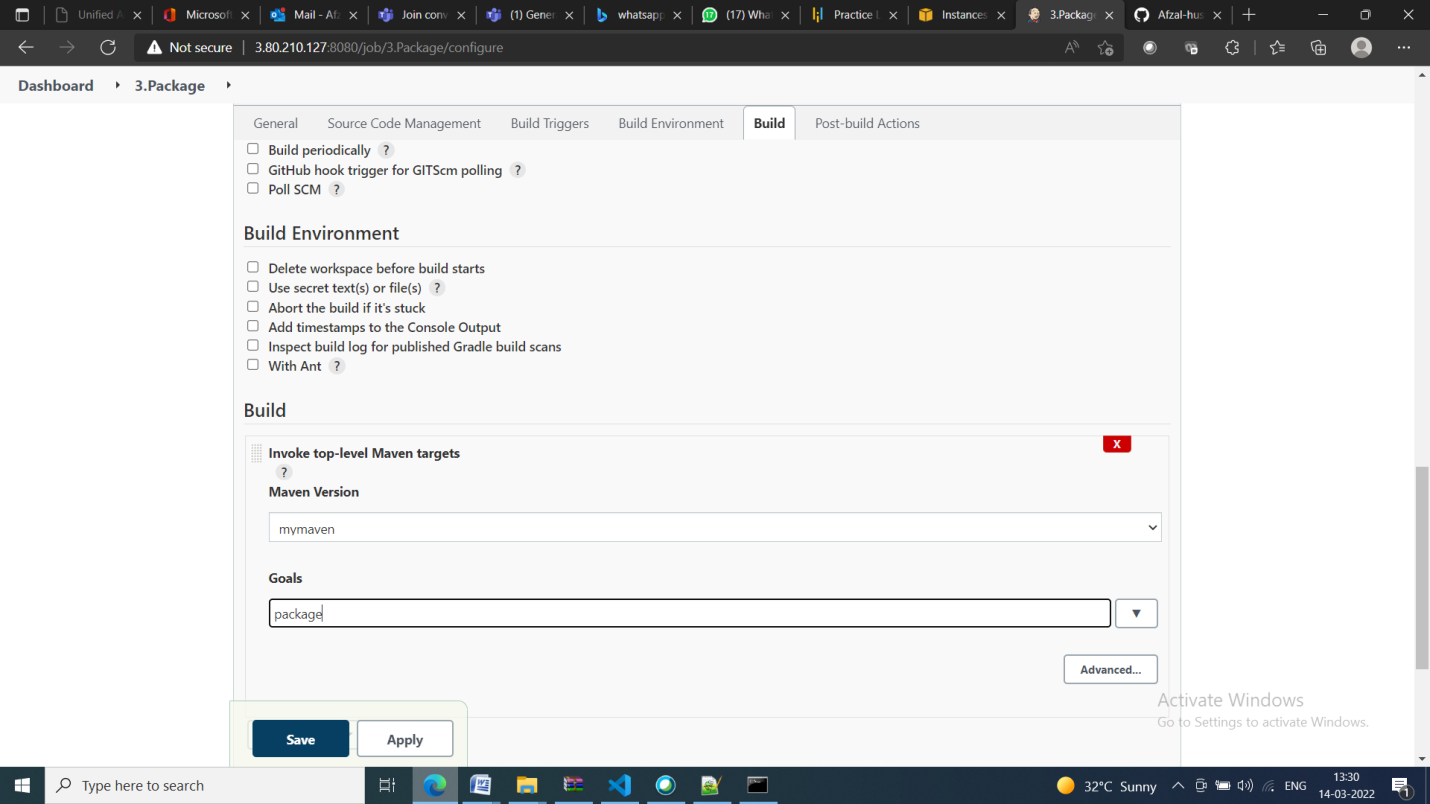 Unified A
Microsof
Mail - Afz
Join conv
(1) Gener
whatsapp
(17) Wha
Practice L
Instances
3.Package
Afzal-hus
Not secure
3.80.210.127:8080/job/3.Package/configure
Dashboard
3.Package
General
Source Code Management
Build Triggers
Build Environment
Build
Post-build Actions
Build periodically ?
GitHub hook trigger for GITScm polling ?
Poll SCM ?
Build Environment
Delete workspace before build starts
Use secret text(s) or file(s) ?
Abort the build if it's stuck
Add timestamps to the Console Output
Inspect build log for published Gradle build scans
With Ant ?
Build
X
Invoke top-level Maven targets
?
Maven Version
mymaven
Goals
package
Advanced...
Activate Windows
Go to Settings to activate Windows.
Save
Apply
Type here to search
32°C Sunny
ENG
13:30
14-03-2022
1